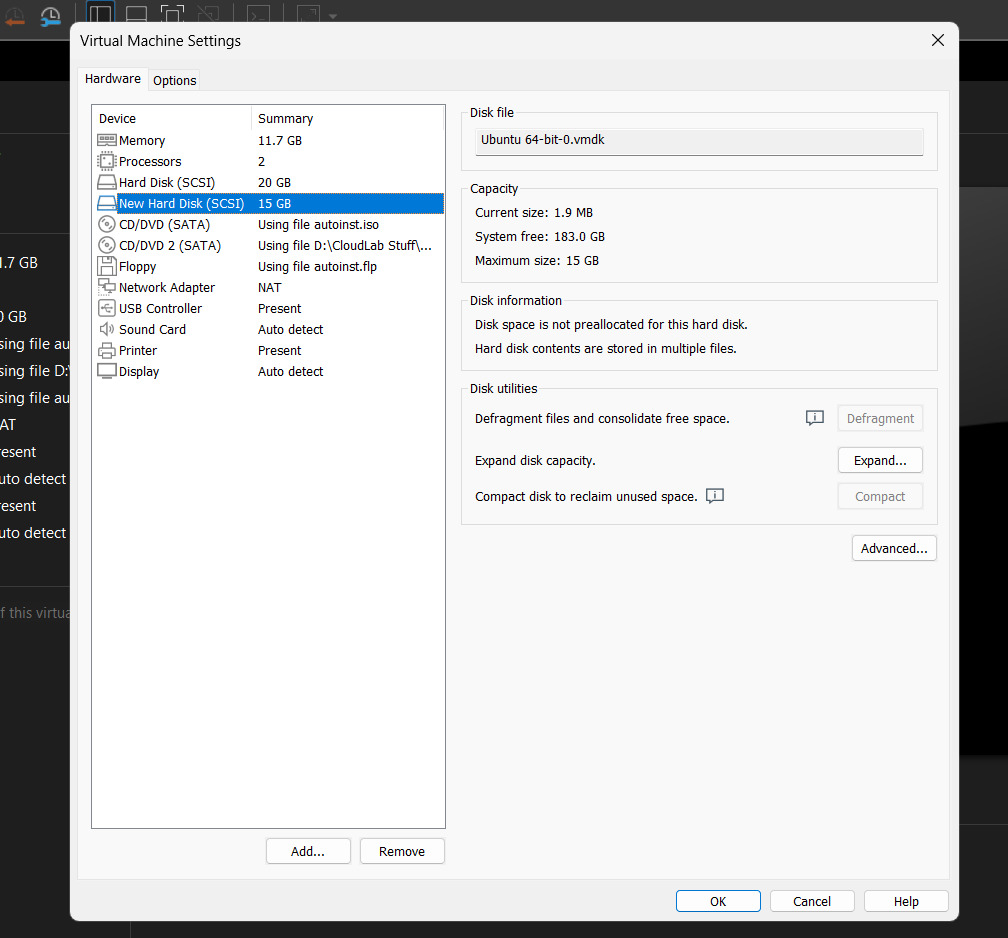 Virtual Machine Settings
Hardware
Options
Device Summary
Memory 11.7 GB
Processors 2
Hard Disk (SCSI) 20 GB
New Hard Disk (SCSI) 15 GB
CD/DVD (SATA) Using file autoinst.iso
CD/DVD 2 (SATA) Using file D:\CloudLab Stuff\...
Floppy Using file autoinst.flp
Network Adapter NAT
USB Controller Present
Sound Card Auto detect
Printer Present
Display Auto detect
Add...
Remove
Disk file
Ubuntu 64-bit-0.vmdk
Capacity
Current size: 1.9 MB
System free: 183.0 GB
Maximum size: 15 GB
Disk information
Disk space is not preallocated for this hard disk.
Hard disk contents are stored in multiple files.
Disk utilities
Defragment files and consolidate free space.
Defragment
Expand disk capacity.
Expand...
Compact disk to reclaim unused space.
Compact
Advanced...
OK
Cancel
Help
1.7 GB
0 GB
sing file au
sing file D:\
sing file au
AT
resent
uto detect
resent
uto detect
f this virtua